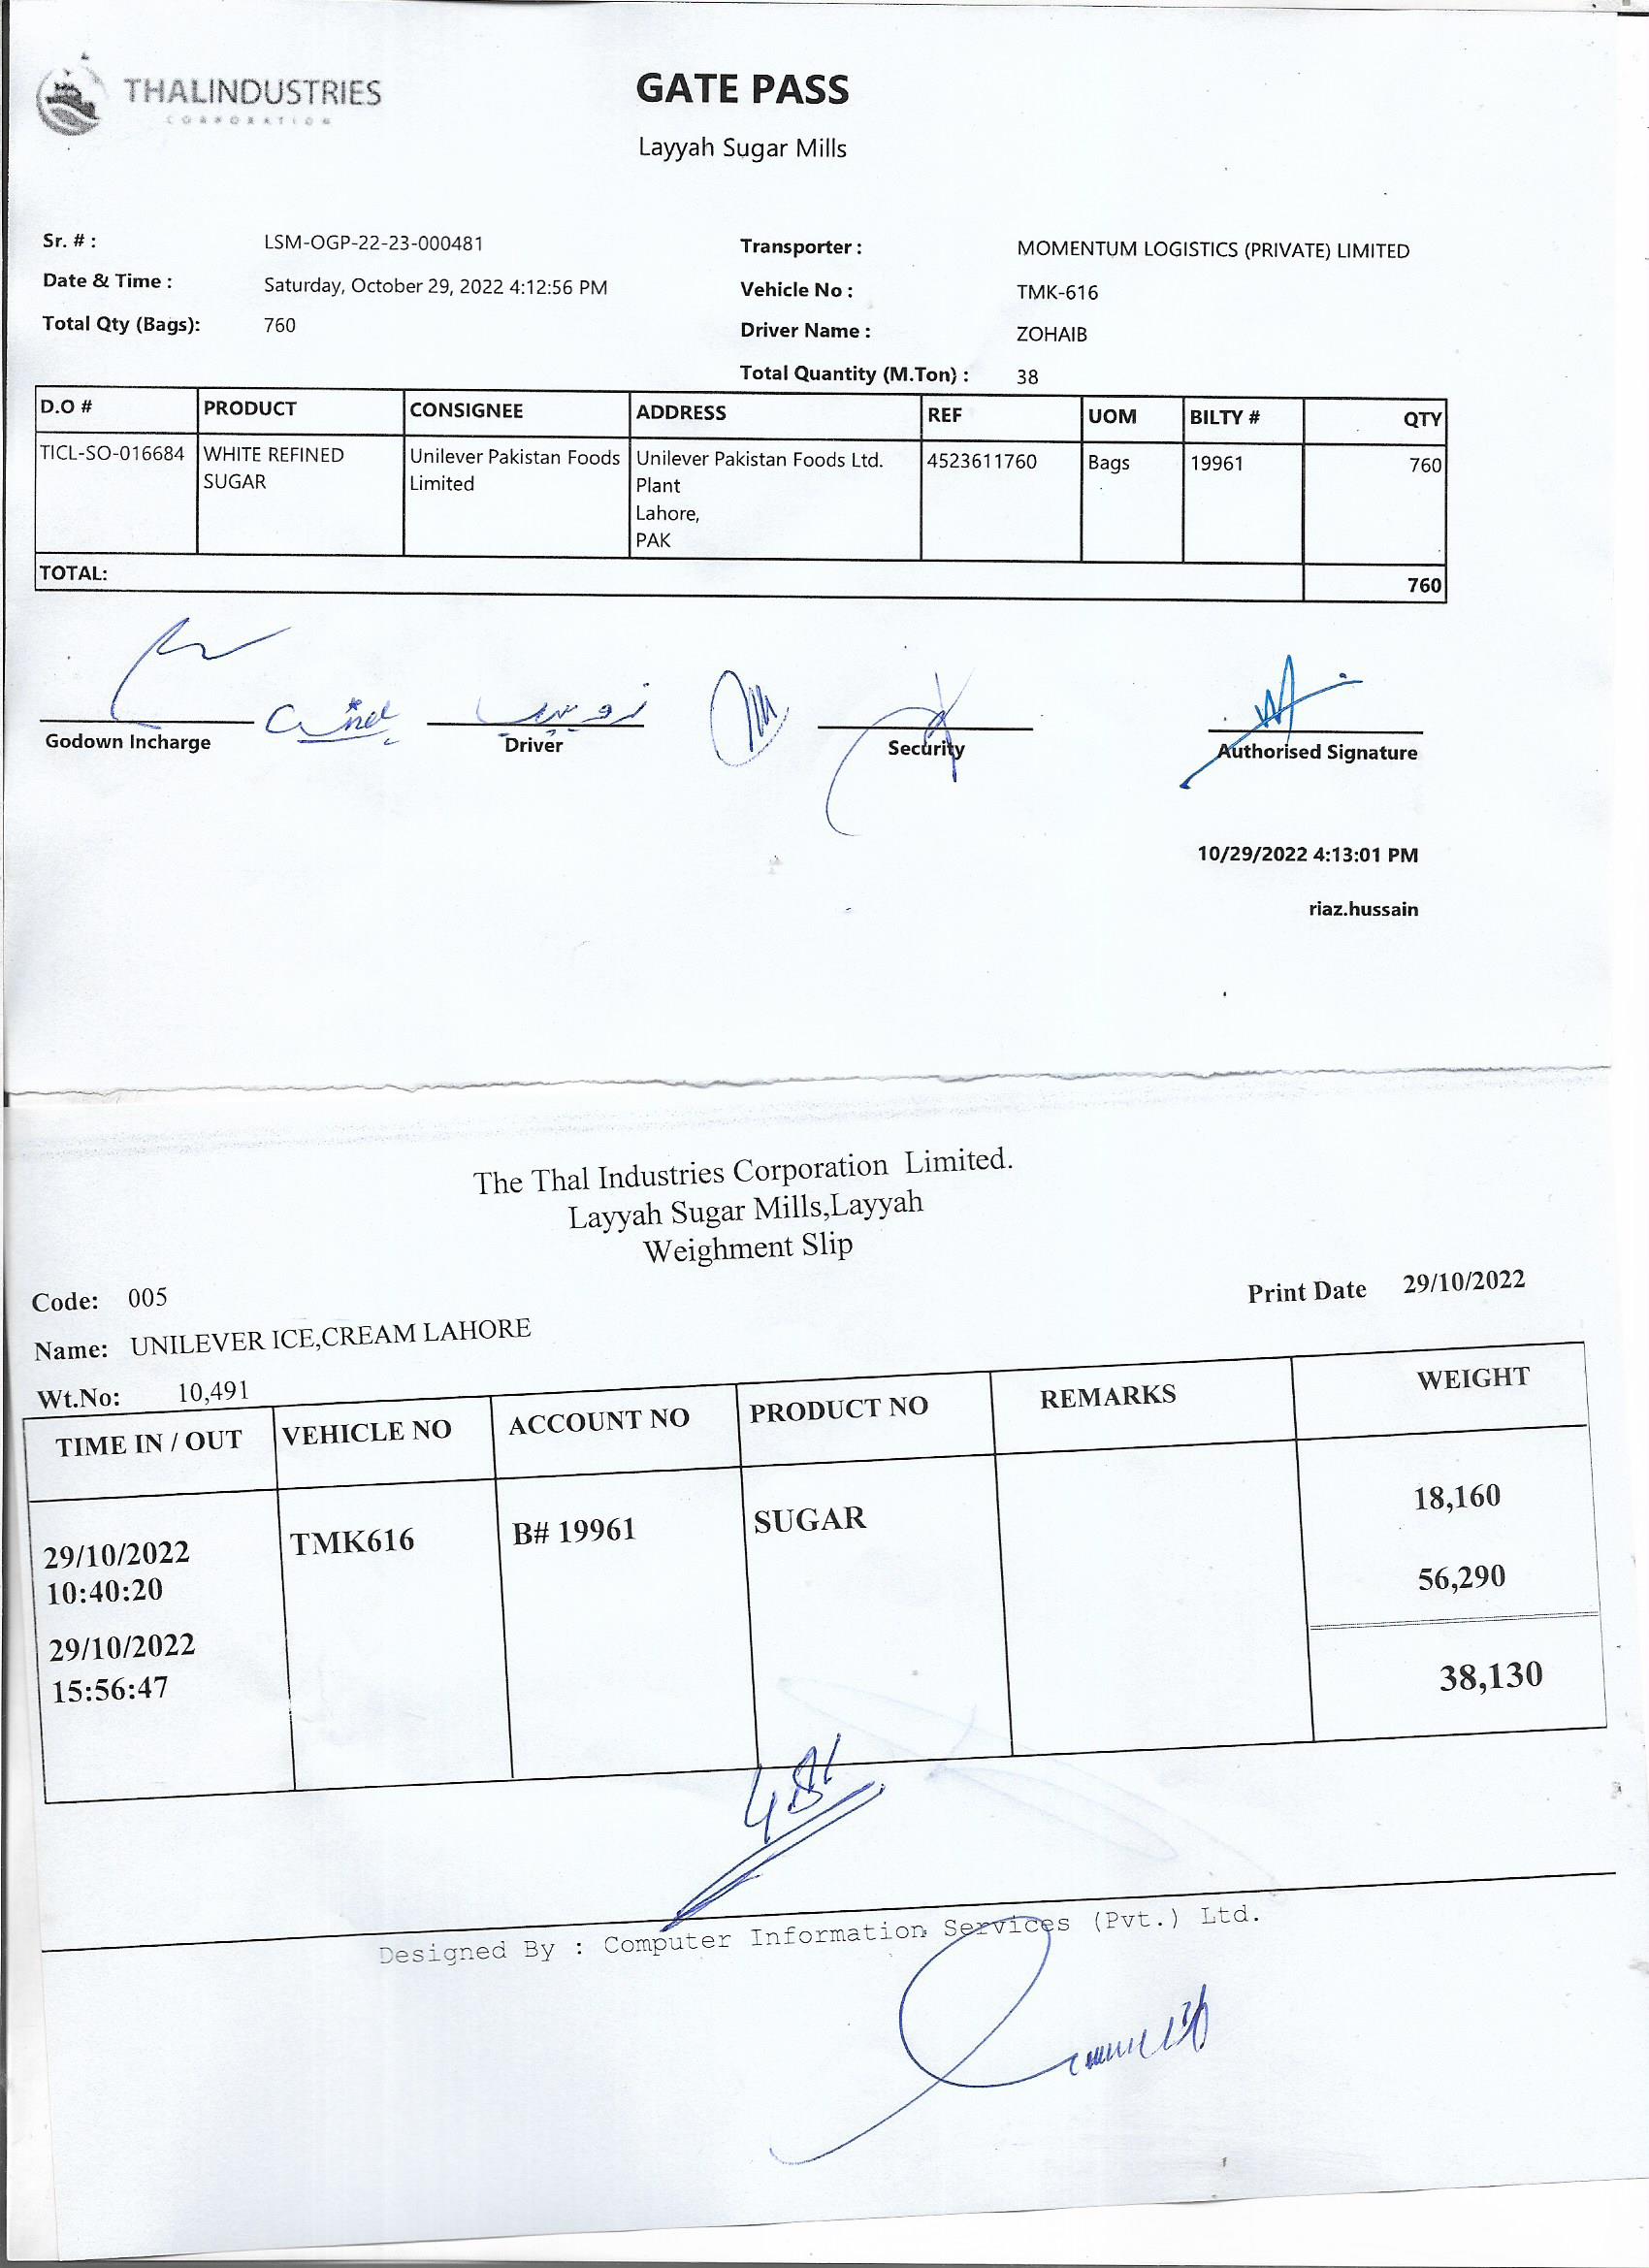 THALINDUSTRIES
CORPORATION
GATE PASS
Layyah Sugar Mills
Sr. # : LSM-OGP-22-23-000481
Transporter : MOMENTUM LOGISTICS (PRIVATE) LIMITED
Date & Time : Saturday, October 29, 2022 4:12:56 PM
Vehicle No : TMK-616
Total Qty (Bags): 760
Driver Name : ZOHAIB
Total Quantity (M.Ton) : 38
D.O # PRODUCT CONSIGNEE ADDRESS REF UOM BILTY # QTY
TICL-SO-016684 WHITE REFINED Unilever Pakistan Foods Unilever Pakistan Foods Ltd. 4523611760 Bags 19961 760
SUGAR Limited Plant
Lahore,
PAK
TOTAL: 760
زوہیب
Godown Incharge Driver Security Authorised Signature
10/29/2022 4:13:01 PM
riaz.hussain
The Thal Industries Corporation Limited.
Layyah Sugar Mills,Layyah
Weighment Slip
Code: 005 Print Date 29/10/2022
Name: UNILEVER ICE,CREAM LAHORE
Wt.No: 10,491
TIME IN / OUT VEHICLE NO ACCOUNT NO PRODUCT NO REMARKS WEIGHT
29/10/2022 TMK616 B# 19961 SUGAR 18,160
10:40:20 56,290
29/10/2022
15:56:47 38,130
Designed By : Computer Information Services (Pvt.) Ltd.